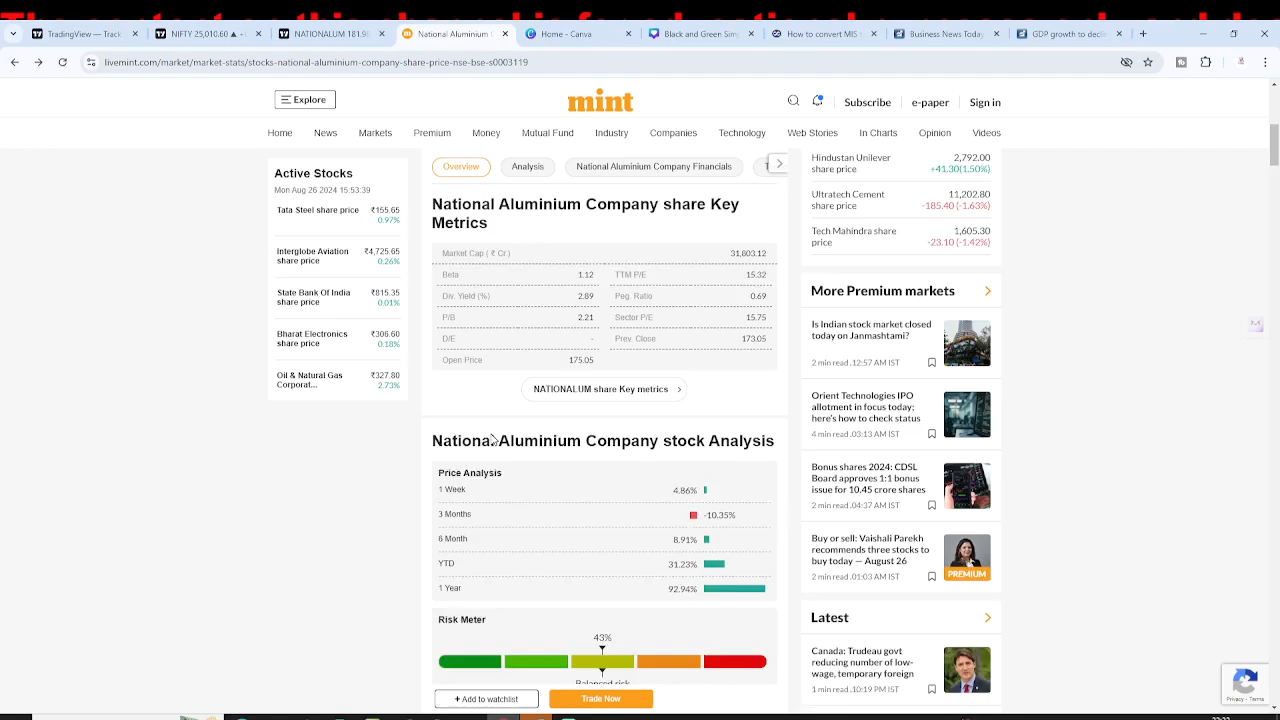 TradingView — Track
NIFTY 25,010.60 ▲
NATIONALUM 181.9
National Aluminium
Home - Canva
Black and Green Sim
How to convert MIS
Business News Today
GDP growth to decli
livemint.com/market/market-stats/stocks-national-aluminium-company-share-price-nse-bse-s0003119
Explore
mint
Subscribe
e-paper
Sign in
Home
News
Markets
Premium
Money
Mutual Fund
Industry
Companies
Technology
Web Stories
In Charts
Opinion
Videos
Active Stocks
Mon Aug 26 2024 15:53:39
Tata Steel share price ₹155.65
0.97%
Interglobe Aviation ₹4,725.65
share price 0.26%
State Bank Of India ₹815.35
share price 0.01%
Bharat Electronics ₹306.60
share price 0.18%
Oil & Natural Gas ₹327.80
Corporat... 2.73%
Overview
Analysis
National Aluminium Company Financials
National Aluminium Company share Key
Metrics
Market Cap ( ₹ Cr.) 31,803.12
Beta 1.12 TTM P/E 15.32
Div. Yield (%) 2.89 Peg. Ratio 0.69
P/B 2.21 Sector P/E 15.75
D/E - Prev. Close 173.05
Open Price 175.05
NATIONALUM share Key metrics
National Aluminium Company stock Analysis
Price Analysis
1 Week 4.86%
3 Months -10.35%
6 Month 8.91%
YTD 31.23%
1 Year 92.94%
Risk Meter
43%
Balanced risk
+ Add to watchlist
Trade Now
Hindustan Unilever 2,792.00
share price +41.30(1.50%)
Ultratech Cement 11,202.80
share price -185.40 (-1.63%)
Tech Mahindra share 1,605.30
price -23.10 (-1.42%)
More Premium markets
Is Indian stock market closed
today on Janmashtami?
2 min read .12:57 AM IST
Orient Technologies IPO
allotment in focus today;
here's how to check status
4 min read .03:13 AM IST
Bonus shares 2024: CDSL
Board approves 1:1 bonus
issue for 10.45 crore shares
2 min read .04:37 AM IST
Buy or sell: Vaishali Parekh
recommends three stocks to
buy today — August 26
2 min read .01:03 AM IST
PREMIUM
Latest
Canada: Trudeau govt
reducing number of low-
wage, temporary foreign
1 min read .10:19 PM IST
Privacy - Terms